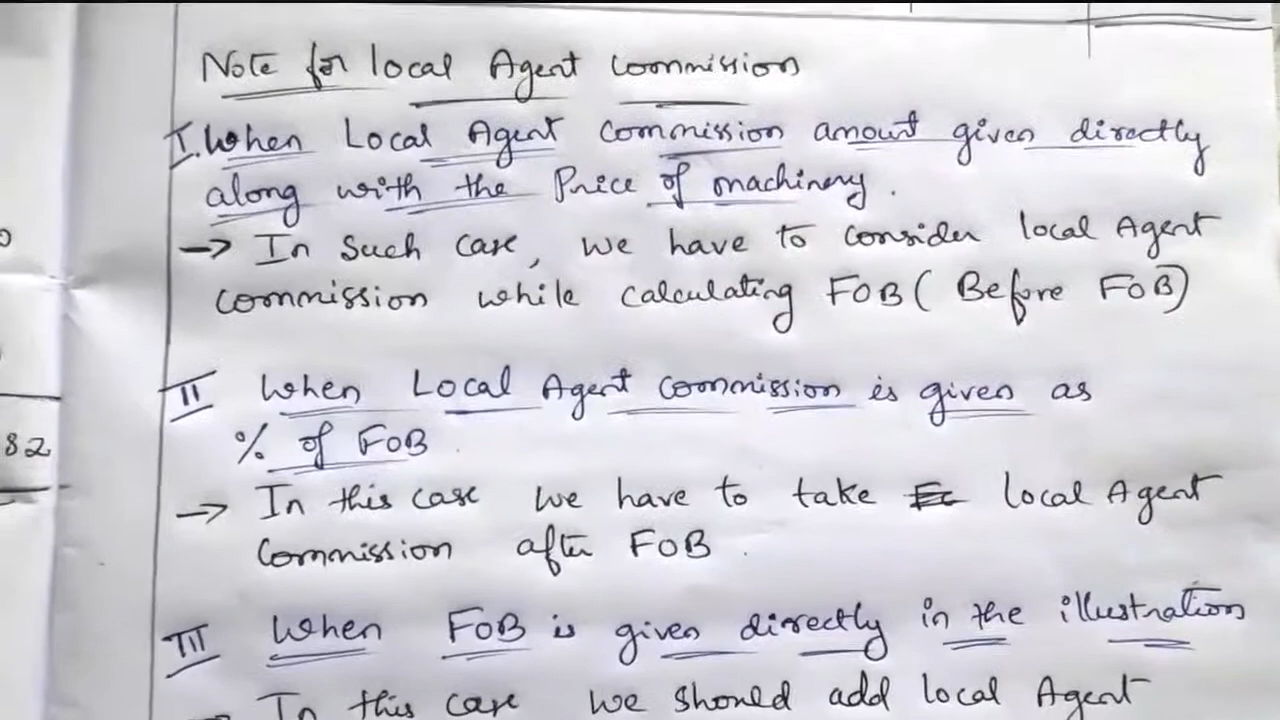 Note for local Agent commission
I. When Local Agent commission amount given directly
along with the Price of machinery.
→ In Such case, we have to consider local Agent
commission while calculating FOB (Before FOB)
II When Local Agent commission is given as
% of FOB
→ In this case we have to take local Agent
Commission after FOB.
82
III When FOB is given directly in the illustration
In this case we should add local Agent